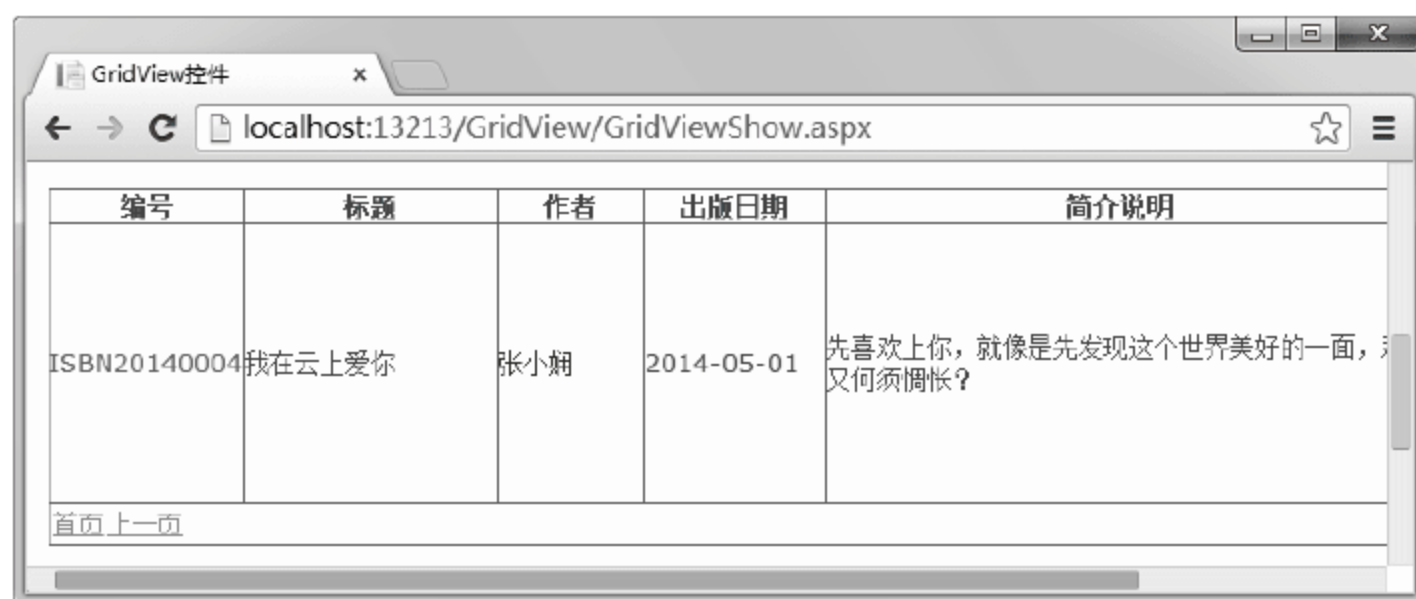 GridView控件
localhost:13213/GridView/GridViewShow.aspx
编号 标题 作者 出版日期 简介说明
ISBN20140004 我在云上爱你 张小娴 2014-05-01 先喜欢上你，就像是先发现这个世界美好的一面，
又何须惆怅？
首页 上一页